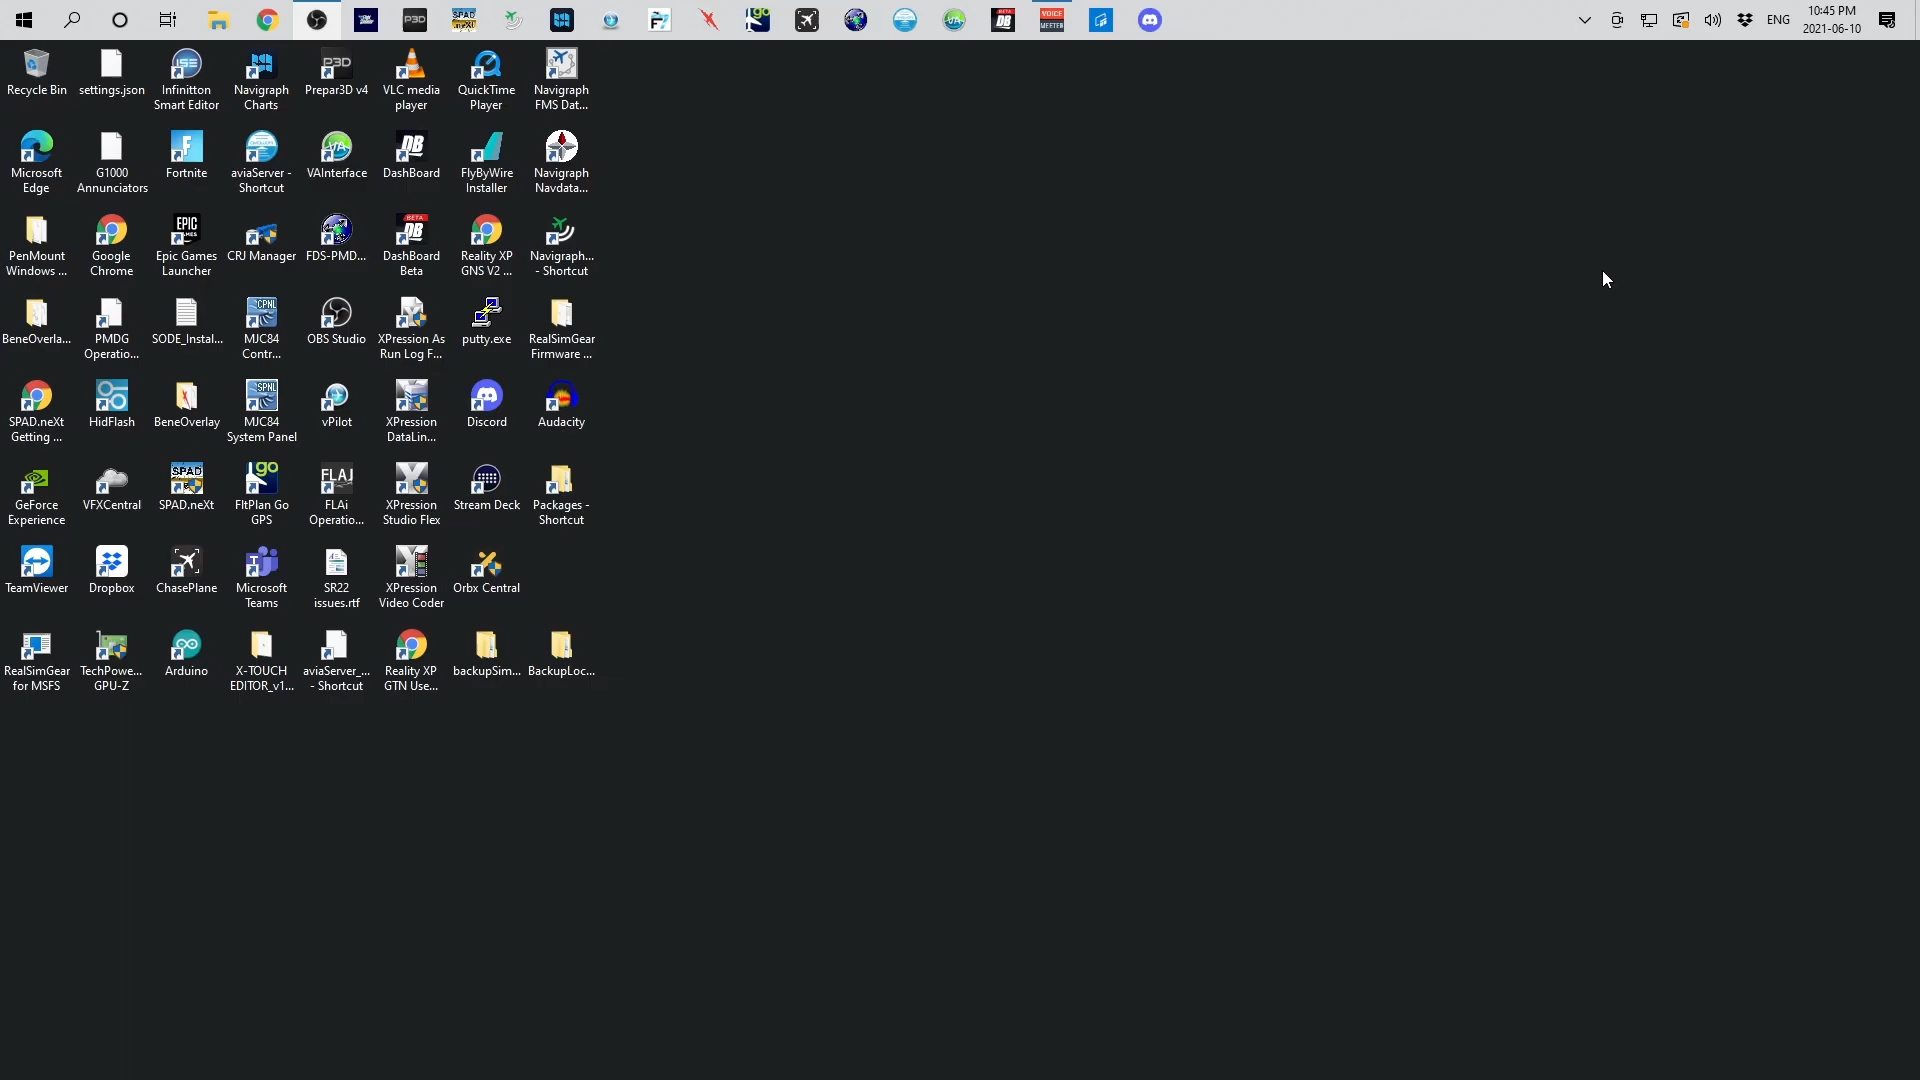 P3D
SPAD
neXt
go
DB
VOICE
MEETER
ENG
10:45 PM
2021-06-10
Recycle Bin
settings.json
Infinitton
Smart Editor
Navigraph
Charts
Prepar3D v4
VLC media
player
QuickTime
Player
Navigraph
FMS Dat...
Microsoft
Edge
G1000
Annunciators
Fortnite
aviaServer -
Shortcut
VAInterface
DashBoard
FlyByWire
Installer
Navigraph
Navdata...
PenMount
Windows ...
Google
Chrome
Epic Games
Launcher
CRJ Manager
FDS-PMD...
DashBoard
Beta
Reality XP
GNS V2 ...
Navigraph...
- Shortcut
BeneOverla...
PMDG
Operatio...
SODE_Instal...
MJC84
Contr...
OBS Studio
XPression As
Run Log F...
putty.exe
RealSimGear
Firmware ...
SPAD.neXt
Getting ...
HidFlash
BeneOverlay
MJC84
System Panel
vPilot
XPression
DataLin...
Discord
Audacity
GeForce
Experience
VFXCentral
SPAD.neXt
FltPlan Go
GPS
FLAi
Operatio...
XPression
Studio Flex
Stream Deck
Packages -
Shortcut
TeamViewer
Dropbox
ChasePlane
Microsoft
Teams
SR22
issues.rtf
XPression
Video Coder
Orbx Central
RealSimGear
for MSFS
TechPowe...
GPU-Z
Arduino
X-TOUCH
EDITOR_v1...
aviaServer_...
- Shortcut
Reality XP
GTN Use...
backupSim...
BackupLoc...